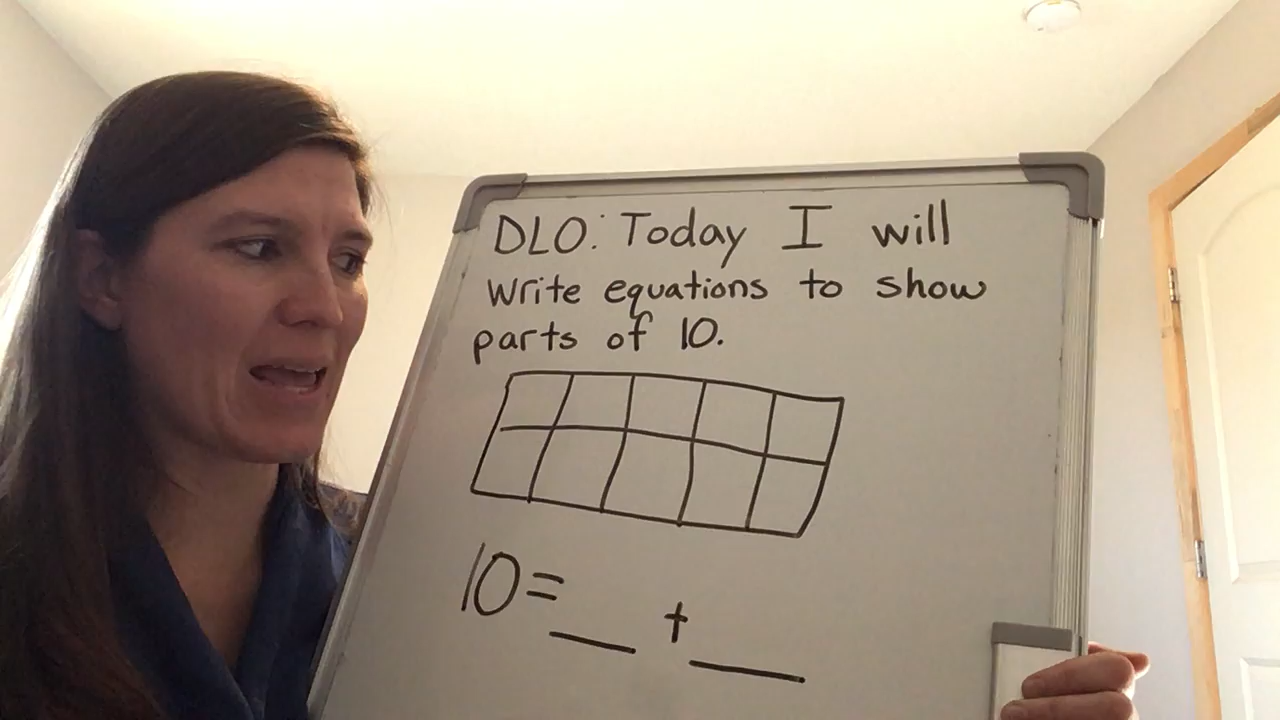 DLO: Today I will
write equations to show
parts of 10.
10=___ + ___